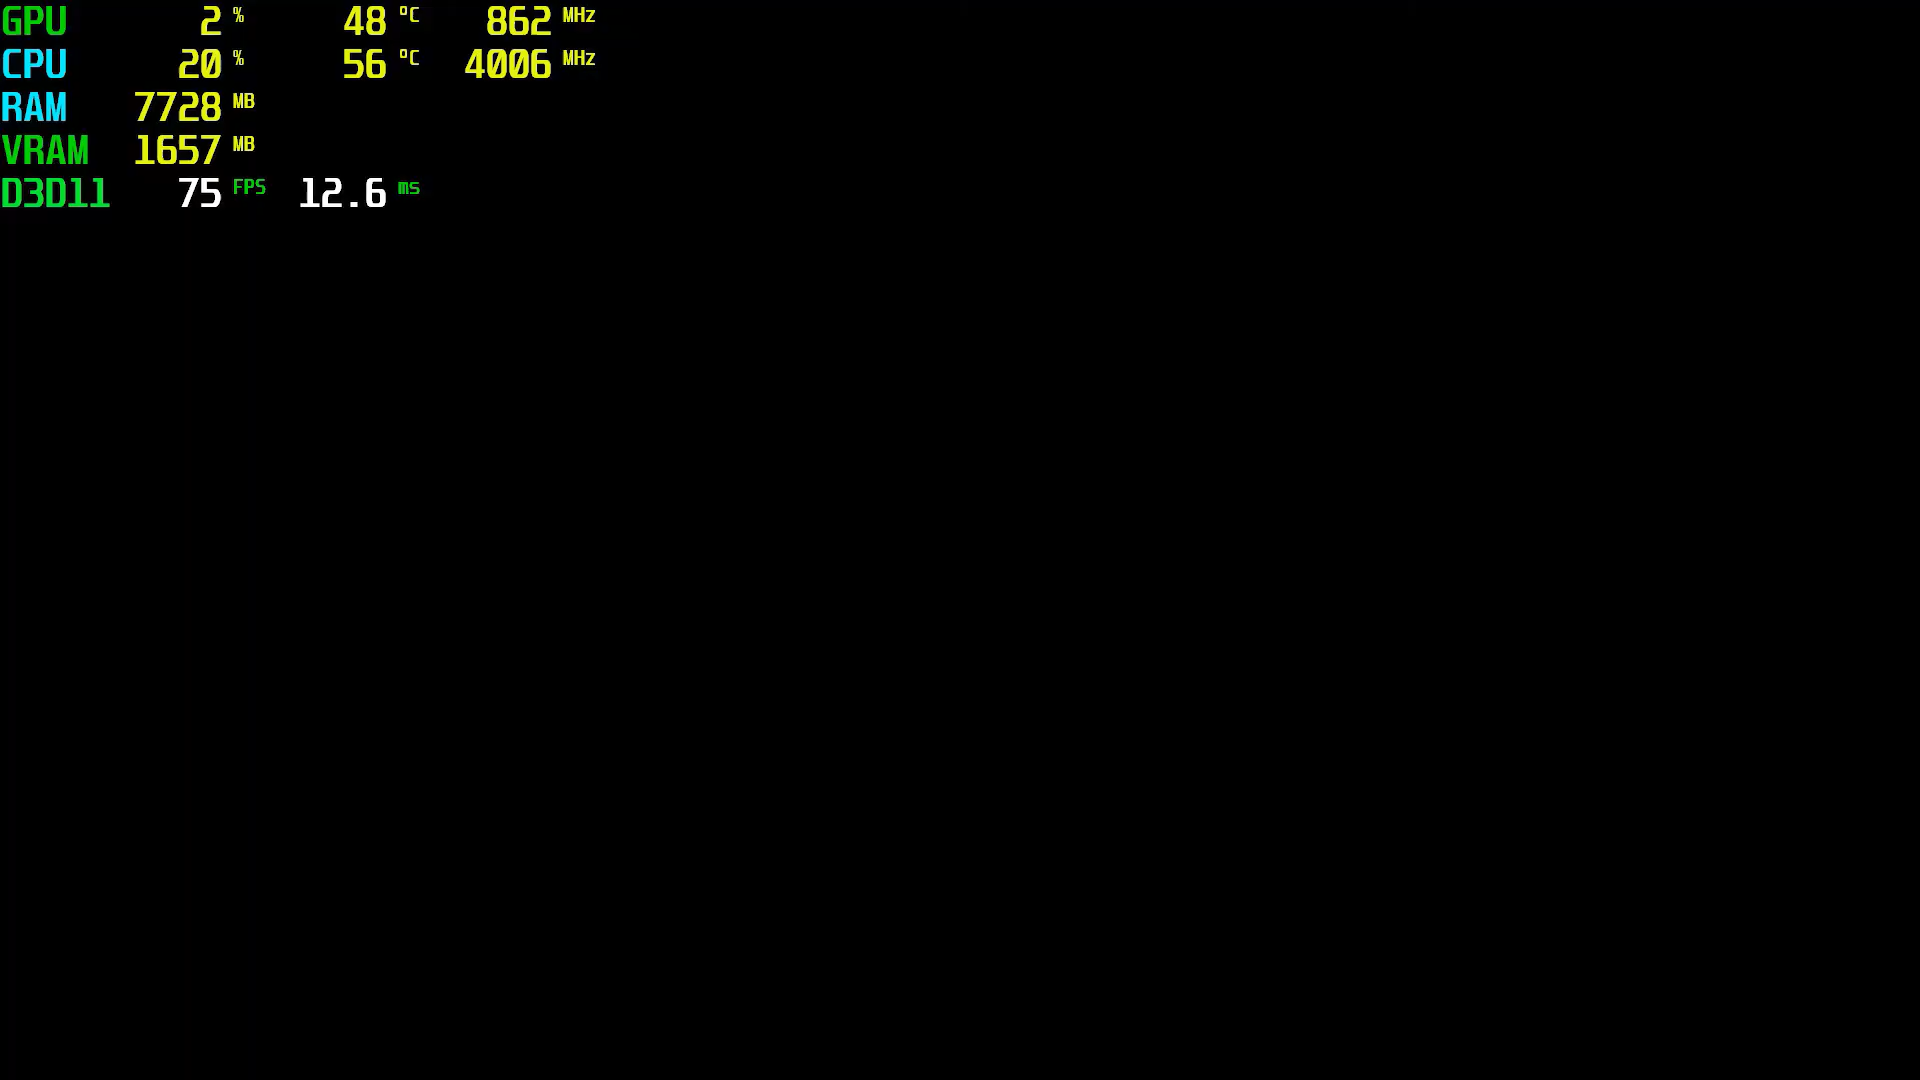 GPU 2 % 48 °C 862 MHz
CPU 20 % 56 °C 4006 MHz
RAM 7728 MB
VRAM 1657 MB
D3D11 75 FPS 12.6 ms